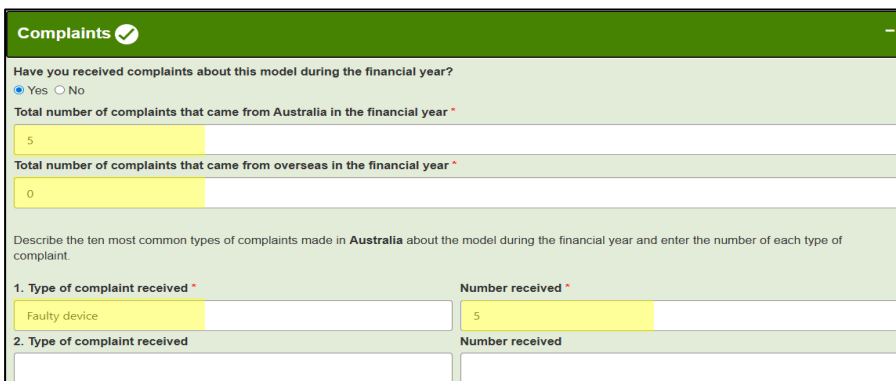 Complaints
Have you received complaints about this model during the financial year?
Yes No
Total number of complaints that came from Australia in the financial year *
5
Total number of complaints that came from overseas in the financial year *
0
Describe the ten most common types of complaints made in Australia about the model during the financial year and enter the number of each type of
complaint.
1. Type of complaint received * Number received *
Faulty device 5
2. Type of complaint received Number received